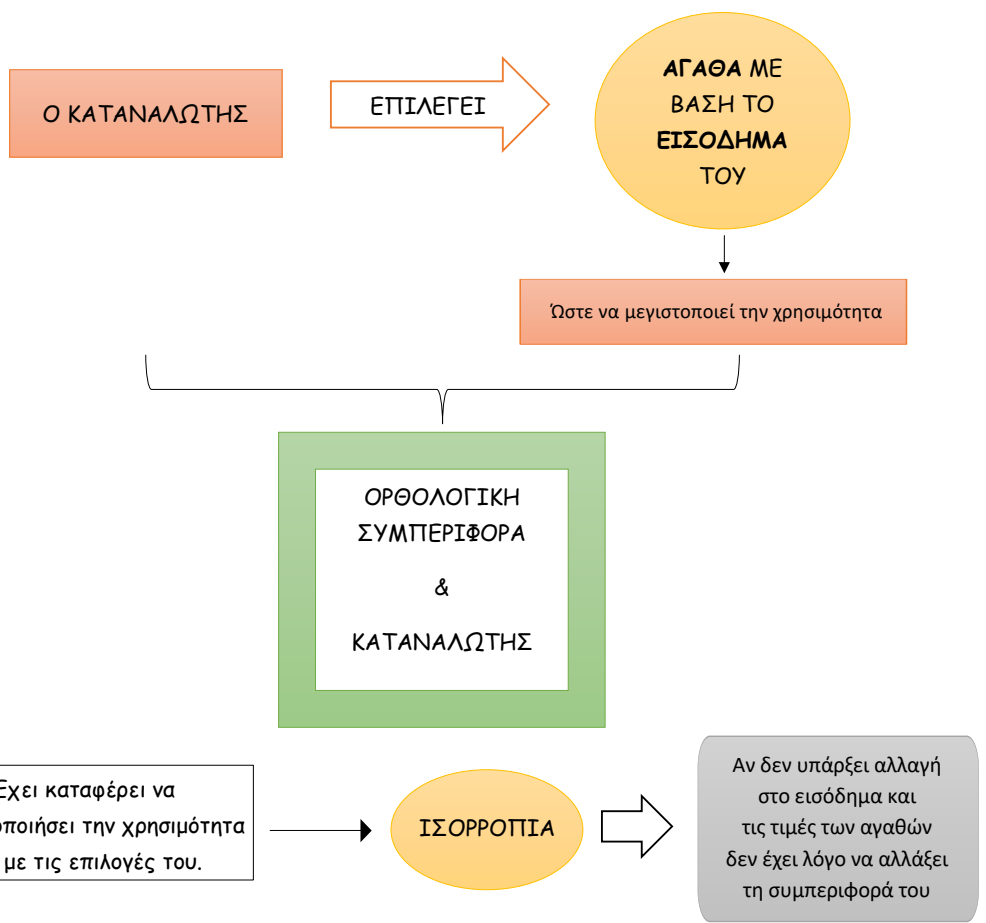 Ο ΚΑΤΑΝΑΛΩΤΗΣ
ΕΠΙΛΕΓΕΙ
ΑΓΑΘΑ ΜΕ
ΒΑΣΗ ΤΟ
ΕΙΣΟΔΗΜΑ
ΤΟΥ
Ώστε να μεγιστοποιεί την χρησιμότητα
ΟΡΘΟΛΟΓΙΚΗ
ΣΥΜΠΕΡΙΦΟΡΑ
&
ΚΑΤΑΝΑΛΩΤΗΣ
Έχει καταφέρει να
την χρησιμότητα
με τις επιλογές του.
ΙΣΟΡΡΟΠΙΑ
Αν δεν υπάρξει αλλαγή
στο εισόδημα και
τις τιμές των αγαθών
δεν έχει λόγο να αλλάξει
τη συμπεριφορά του